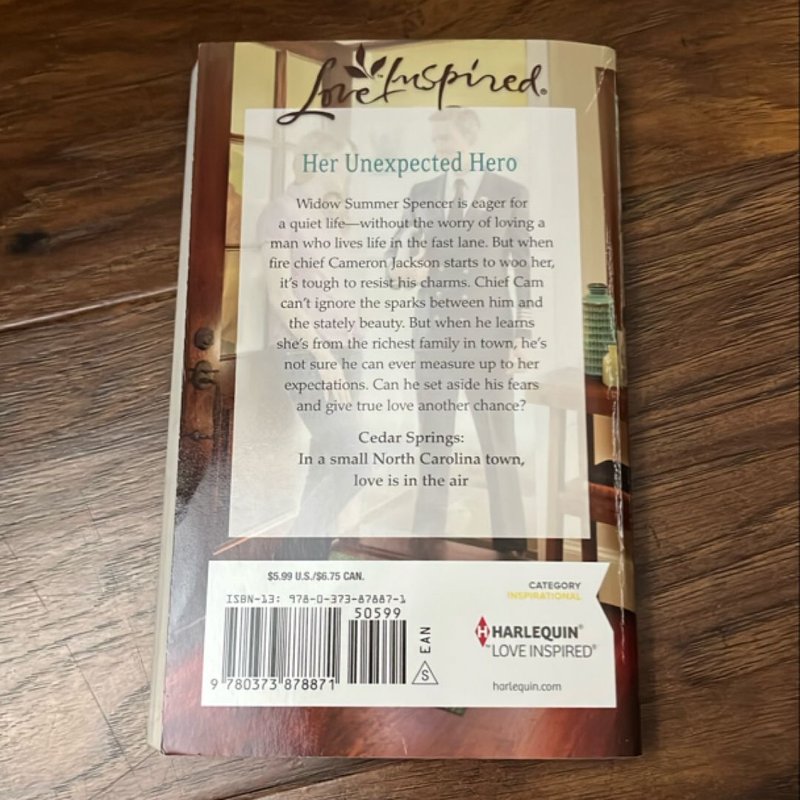 Love Inspired®
Her Unexpected Hero
Widow Summer Spencer is eager for
a quiet life—without the worry of loving a
man who lives life in the fast lane. But when
fire chief Cameron Jackson starts to woo her,
it's tough to resist his charms. Chief Cam
can't ignore the sparks between him and
the stately beauty. But when he learns
she's from the richest family in town, he's
not sure he can ever measure up to her
expectations. Can he set aside his fears
and give true love another chance?
Cedar Springs:
In a small North Carolina town,
love is in the air
$5.99 U.S./$6.75 CAN.
ISBN-13: 978-0-373-87887-1
50599
EAN
S
9 780373 878871
CATEGORY
INSPIRATIONAL
H HARLEQUIN®
™LOVE INSPIRED®
harlequin.com